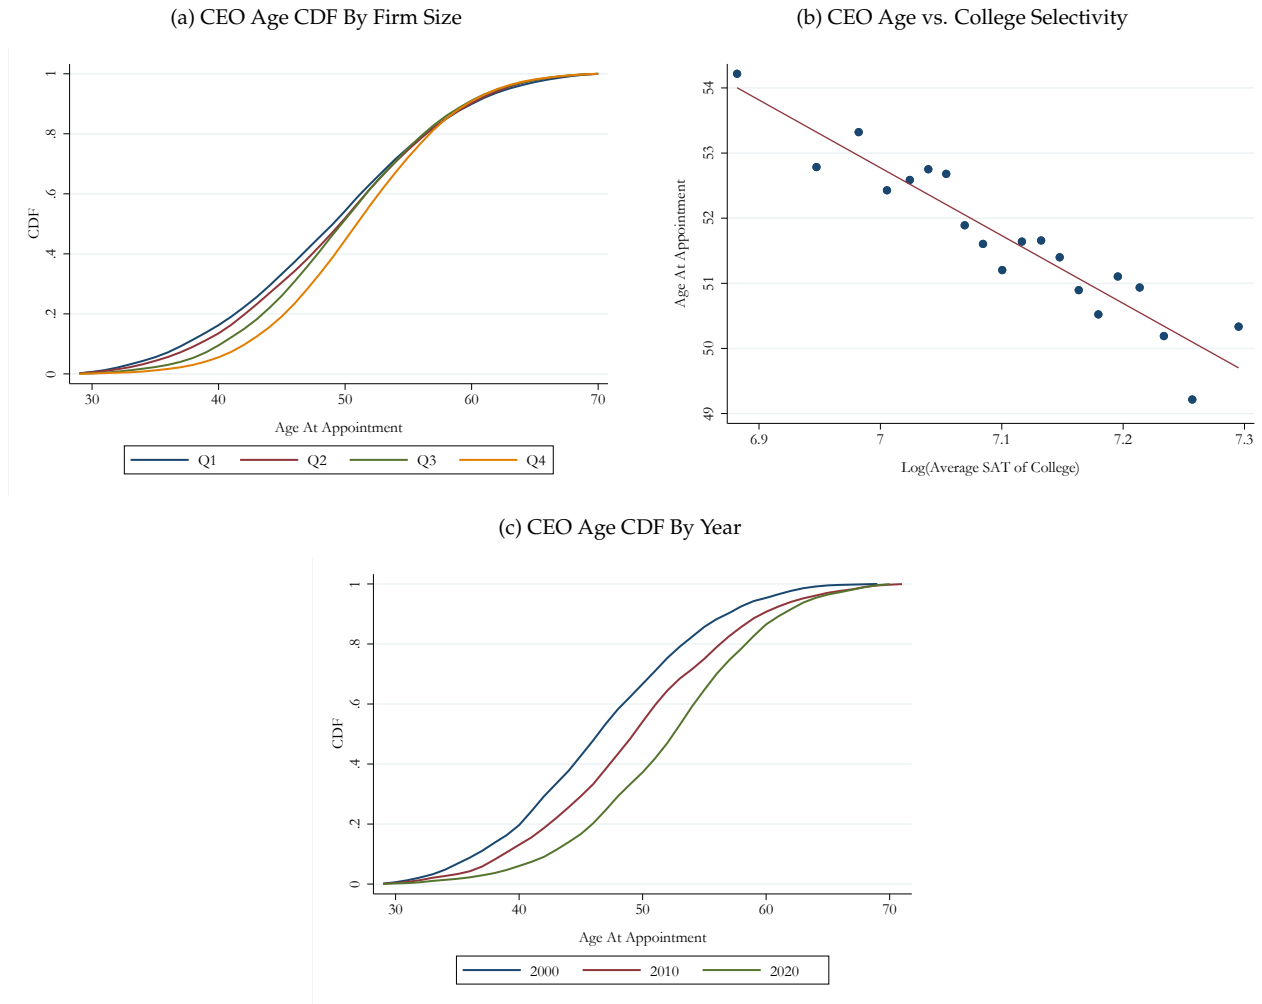 (a) CEO Age CDF By Firm Size
CDF
0 .2 .4 .6 .8 1
30 40 50 60 70
Age At Appointment
Q1 Q2 Q3 Q4
(b) CEO Age vs. College Selectivity
Age At Appointment
49 50 51 52 53 54
6.9 7 7.1 7.2 7.3
Log(Average SAT of College)
(c) CEO Age CDF By Year
CDF
0 .2 .4 .6 .8 1
30 40 50 60 70
Age At Appointment
2000 2010 2020